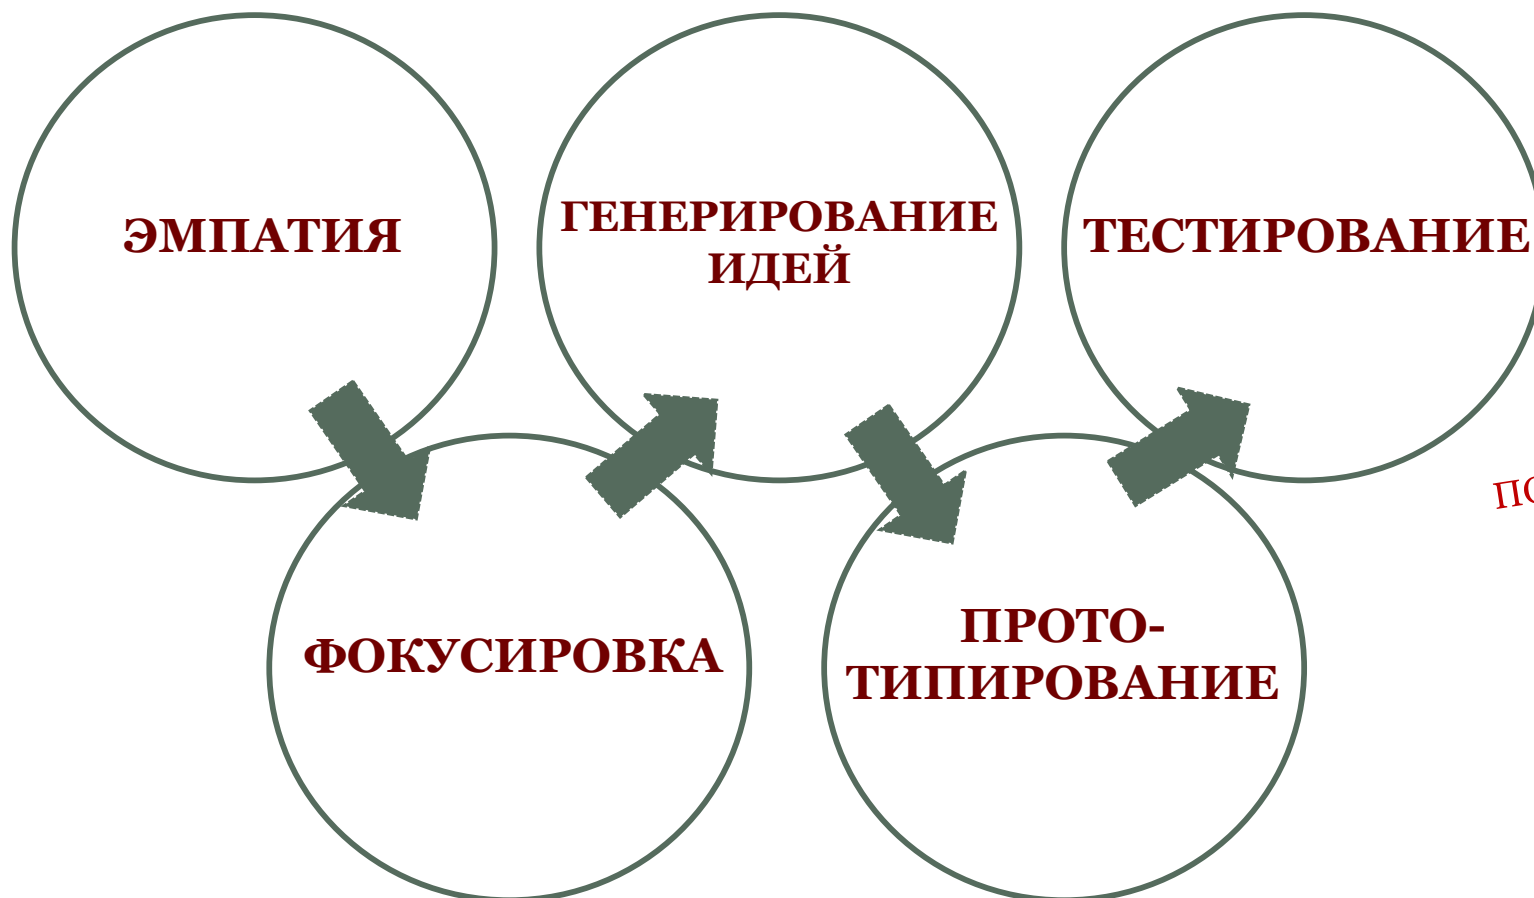 ЭМПАТИЯ
ФОКУСИРОВКА
ГЕНЕРИРОВАНИЕ
ИДЕЙ
ПРОТО-
ТИПИРОВАНИЕ
ТЕСТИРОВАНИЕ